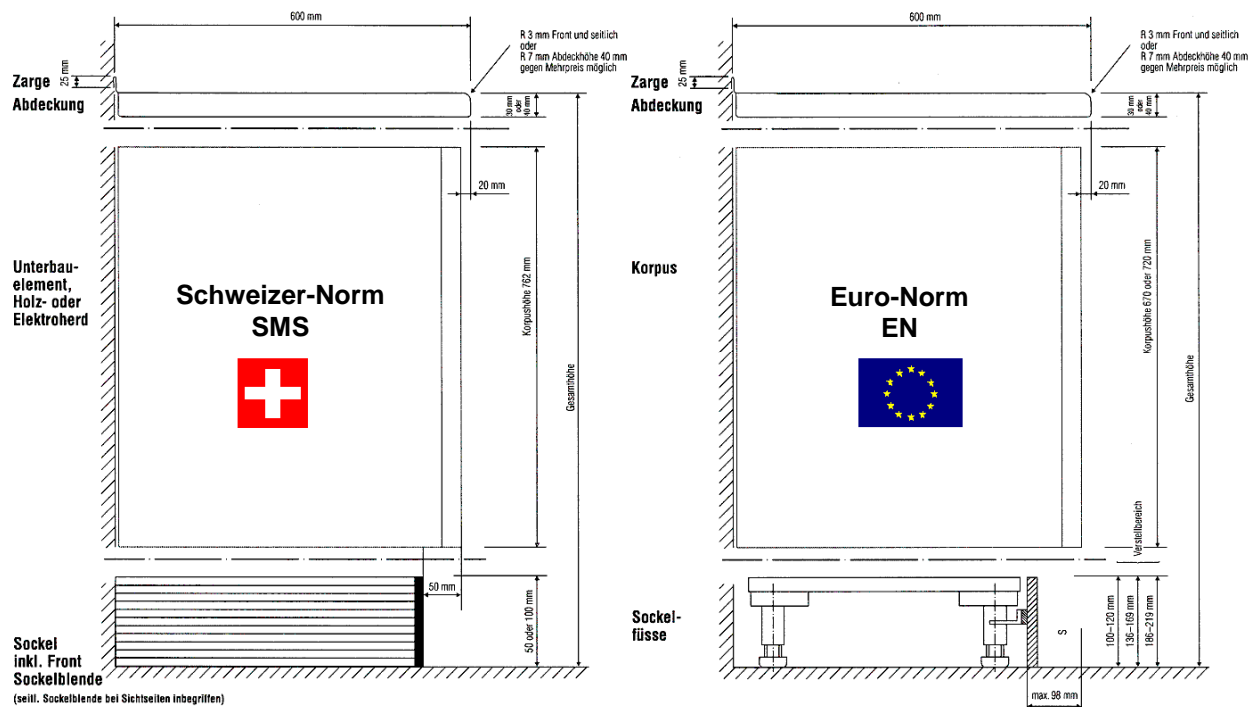 600 mm
R 3 mm Front und seitlich
oder
R 7 mm Abdeckhöhe 40 mm
gegen Mehrpreis möglich
Zarge
25 mm
Abdeckung
30 mm
oder
40 mm
20 mm
Unterbau-
element,
Holz- oder
Elektroherd
Schweizer-Norm
SMS
Korpushöhe 762 mm
Gesamthöhe
50 mm
50 oder 100 mm
Sockel
inkl. Front
Sockelblende
(seitl. Sockelblende bei Sichtseiten inbegriffen)
600 mm
R 3 mm Front und seitlich
oder
R 7 mm Abdeckhöhe 40 mm
gegen Mehrpreis möglich
Zarge
25 mm
Abdeckung
30 mm
oder
40 mm
20 mm
Korpus
Euro-Norm
EN
Korpushöhe 670 oder 720 mm
Gesamthöhe
Verstellbereich
Sockel-
füsse
S
100–120 mm
136–169 mm
186–219 mm
max. 98 mm